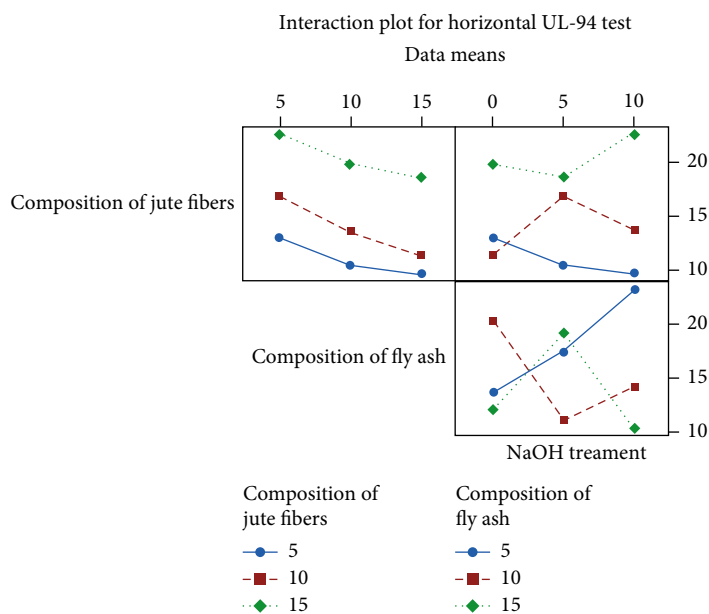 Interaction plot for horizontal UL-94 test
Data means
5 10 15 0 5 10
20
Composition of jute fibers
15
10
20
Composition of fly ash
15
10
NaOH treament
Composition of
jute fibers
5
10
15
Composition of
fly ash
5
10
15